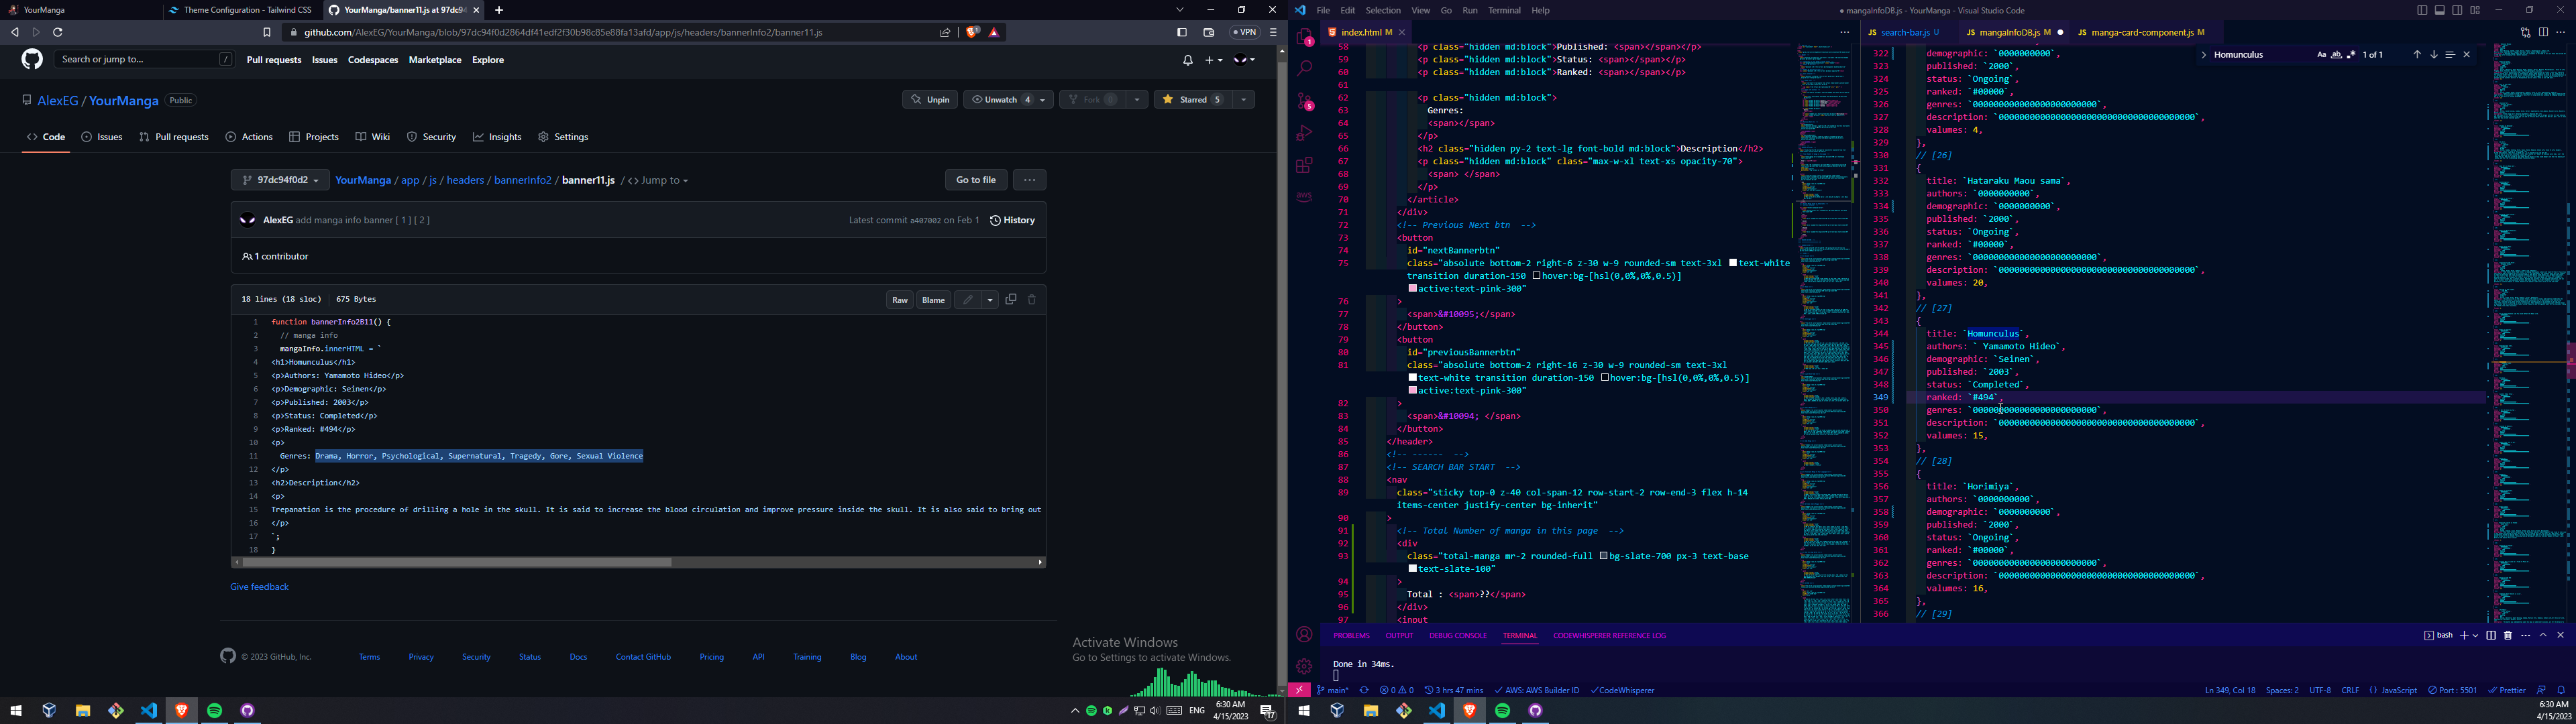 YourManga
Theme Configuration - Tailwind CSS
YourManga/banner11.js at 97dc94
github.com/AlexEG/YourManga/blob/97dc94f0d2864df41edf2f30b98c85e88fa13afd/app/js/headers/bannerInfo2/banner11.js
VPN
Search or jump to...
/
Pull requests Issues Codespaces Marketplace Explore
AlexEG / YourManga Public
Unpin
Unwatch 4
Fork 0
Starred 5
Code
Issues
Pull requests
Actions
Projects
Wiki
Security
Insights
Settings
97dc94f0d2
YourManga / app / js / headers / bannerInfo2 / banner11.js / <> Jump to
Go to file
...
AlexEG add manga info banner [ 1 ] [ 2 ]
Latest commit a407002 on Feb 1 History
1 contributor
18 lines (18 sloc) 675 Bytes
Raw Blame
1 function bannerInfo2B11() {
2 // manga info
3 mangaInfo.innerHTML = `
4 <h1>Homunculus</h1>
5 <p>Authors: Yamamoto Hideo</p>
6 <p>Demographic: Seinen</p>
7 <p>Published: 2003</p>
8 <p>Status: Completed</p>
9 <p>Ranked: #494</p>
10 <p>
11 Genres: Drama, Horror, Psychological, Supernatural, Tragedy, Gore, Sexual Violence
12 </p>
13 <h2>Description</h2>
14 <p>
15 Trepanation is the procedure of drilling a hole in the skull. It is said to increase the blood circulation and improve pressure inside the skull. It is also said to bring out
16 </p>
17 `;
18 }
Give feedback
Activate Windows
Go to Settings to activate Windows.
© 2023 GitHub, Inc.
Terms Privacy Security Status Docs Contact GitHub Pricing API Training Blog About
ENG
6:30 AM
4/15/2023
17
File Edit Selection View Go Run Terminal Help
● mangaInfoDB.js - YourManga - Visual Studio Code
index.html M
1
5
aws
58 <p class="hidden md:block">Published: <span></span></p>
59 <p class="hidden md:block">Status: <span></span></p>
60 <p class="hidden md:block">Ranked: <span></span></p>
61
62 <p class="hidden md:block">
63 Genres:
64 <span></span>
65 </p>
66 <h2 class="hidden py-2 text-lg font-bold md:block">Description</h2>
67 <p class="hidden md:block" class="max-w-xl text-xs opacity-70">
68 <span> </span>
69 </p>
70 </article>
71 </div>
72 <!-- Previous Next btn -->
73 <button
74 id="nextBannerbtn"
75 class="absolute bottom-2 right-6 z-30 w-9 rounded-sm text-3xl text-white
transition duration-150 hover:bg-[hsl(0,0%,0%,0.5)]
active:text-pink-300"
76 >
77 <span>&#10095;</span>
78 </button>
79 <button
80 id="previousBannerbtn"
81 class="absolute bottom-2 right-16 z-30 w-9 rounded-sm text-3xl
text-white transition duration-150 hover:bg-[hsl(0,0%,0%,0.5)]
active:text-pink-300"
82 >
83 <span>&#10094; </span>
84 </button>
85 </header>
86 <!-- ------ -->
87 <!-- SEARCH BAR START -->
88 <nav
89 class="sticky top-0 z-40 col-span-12 row-start-2 row-end-3 flex h-14
items-center justify-center bg-inherit"
90 >
91 <!-- Total Number of manga in this page -->
92 <div
93 class="total-manga mr-2 rounded-full bg-slate-700 px-3 text-base
text-slate-100"
94 >
95 Total : <span>??</span>
96 </div>
97 <input
search-bar.js U
mangaInfoDB.js M ●
manga-card-component.js M
Homunculus
Aa ab .*
1 of 1
322 demographic: `0000000000`,
323 published: `2000`,
324 status: `Ongoing`,
325 ranked: `#00000`,
326 genres: `000000000000000000000000`,
327 description: `000000000000000000000000000000000000000`,
328 valumes: 4,
329 },
330 // [26]
331 {
332 title: `Hataraku Maou sama`,
333 authors: `0000000000`,
334 demographic: `0000000000`,
335 published: `2000`,
336 status: `Ongoing`,
337 ranked: `#00000`,
338 genres: `000000000000000000000000`,
339 description: `000000000000000000000000000000000000000`,
340 valumes: 20,
341 },
342 // [27]
343 {
344 title: `Homunculus`,
345 authors: ` Yamamoto Hideo`,
346 demographic: `Seinen`,
347 published: `2003`,
348 status: `Completed`,
349 ranked: `#494`,
350 genres: `000000000000000000000000`,
351 description: `000000000000000000000000000000000000000`,
352 valumes: 15,
353 },
354 // [28]
355 {
356 title: `Horimiya`,
357 authors: `0000000000`,
358 demographic: `0000000000`,
359 published: `2000`,
360 status: `Ongoing`,
361 ranked: `#00000`,
362 genres: `000000000000000000000000`,
363 description: `000000000000000000000000000000000000000`,
364 valumes: 16,
365 },
366 // [29]
PROBLEMS OUTPUT DEBUG CONSOLE TERMINAL CODEWHISPERER REFERENCE LOG
bash
Done in 34ms.
main*
0 0
3 hrs 47 mins
AWS: AWS Builder ID
CodeWhisperer
Ln 349, Col 18 Spaces: 2 UTF-8 CRLF {} JavaScript Port : 5501 Prettier
6:30 AM
4/15/2023